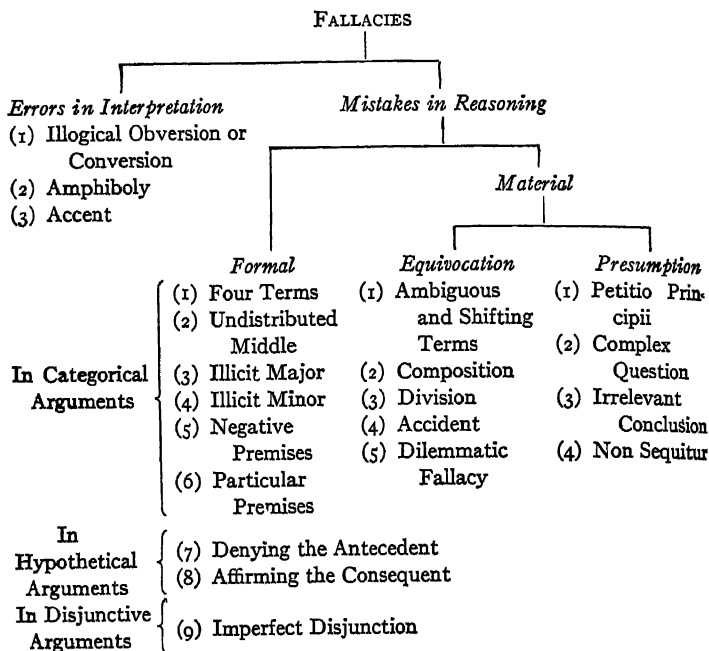 FALLACIES
Errors in Interpretation
(1) Illogical Obversion or
Conversion
(2) Amphiboly
(3) Accent
Mistakes in Reasoning
Material
Formal
In Categorical
Arguments
(1) Four Terms
(2) Undistributed
Middle
(3) Illicit Major
(4) Illicit Minor
(5) Negative
Premises
(6) Particular
Premises
Equivocation
(1) Ambiguous
and Shifting
Terms
(2) Composition
(3) Division
(4) Accident
(5) Dilemmatic
Fallacy
Presumption
(1) Petitio Prin-
cipii
(2) Complex
Question
(3) Irrelevant
Conclusion
(4) Non Sequitur
In
Hypothetical
Arguments
(7) Denying the Antecedent
(8) Affirming the Consequent
In Disjunctive
Arguments
(9) Imperfect Disjunction